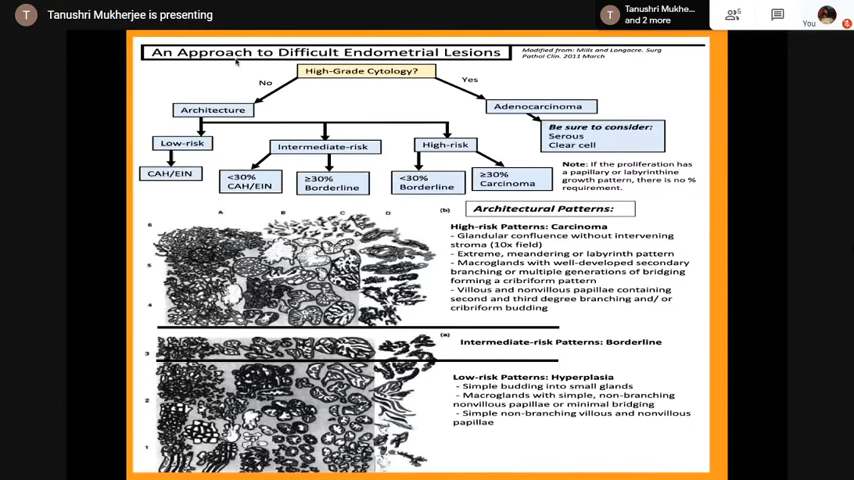 T Tanushri Mukherjee is presenting
T Tanushri Mukhe...
and 2 more
6
You
An Approach to Difficult Endometrial Lesions
Modified from: Mills and Longacre. Surg
Pathol Clin. 2011 March
High-Grade Cytology?
No
Yes
Architecture
Adenocarcinoma
Be sure to consider:
Serous
Clear cell
Low-risk
Intermediate-risk
High-risk
CAH/EIN
<30%
CAH/EIN
≥30%
Borderline
<30%
Borderline
≥30%
Carcinoma
Note: If the proliferation has
a papillary or labyrinthine
growth pattern, there is no %
requirement.
A B C D
(b)
Architectural Patterns:
6
5
4
High-risk Patterns: Carcinoma
- Glandular confluence without intervening
stroma (10x field)
- Extreme, meandering or labyrinth pattern
- Macroglands with well-developed secondary
branching or multiple generations of bridging
forming a cribriform pattern
- Villous and nonvillous papillae containing
second and third degree branching and/ or
cribriform budding
(a)
3
Intermediate-risk Patterns: Borderline
2
1
Low-risk Patterns: Hyperplasia
- Simple budding into small glands
- Macroglands with simple, non-branching
nonvillous papillae or minimal bridging
- Simple non-branching villous and nonvillous
papillae